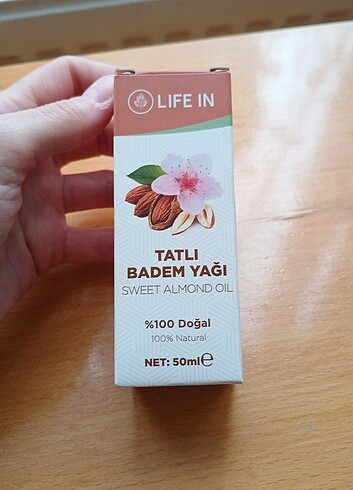 LIFE IN
TATLI
BADEM YAĞI
SWEET ALMOND OIL
%100 Doğal
100% Natural
NET: 50ml℮